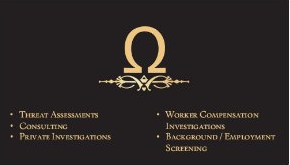 Ω
• Threat Assessments
• Consulting
• Private Investigations
• Worker Compensation
Investigations
• Background / Employment
Screening